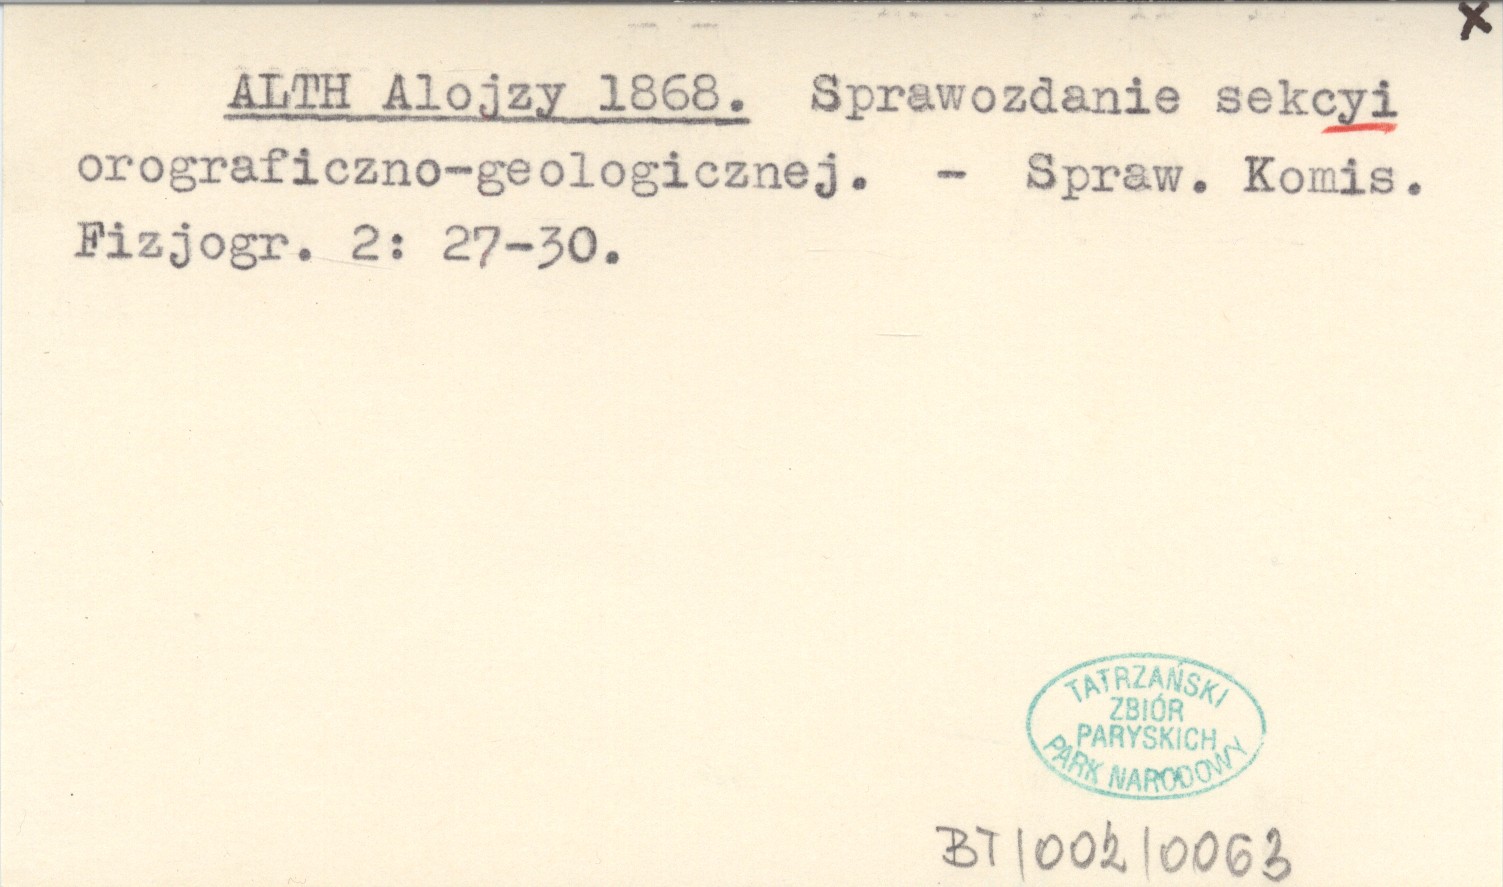 x
ALTH Alojzy 1868. Sprawozdanie sekcyi
orograficzno-geologicznej. - Spraw. Komis.
Fizjogr. 2: 27-30.
TATRZAŃSKI
ZBIÓR
PARYSKICH
PARK NARODOWY
BT/002/0063